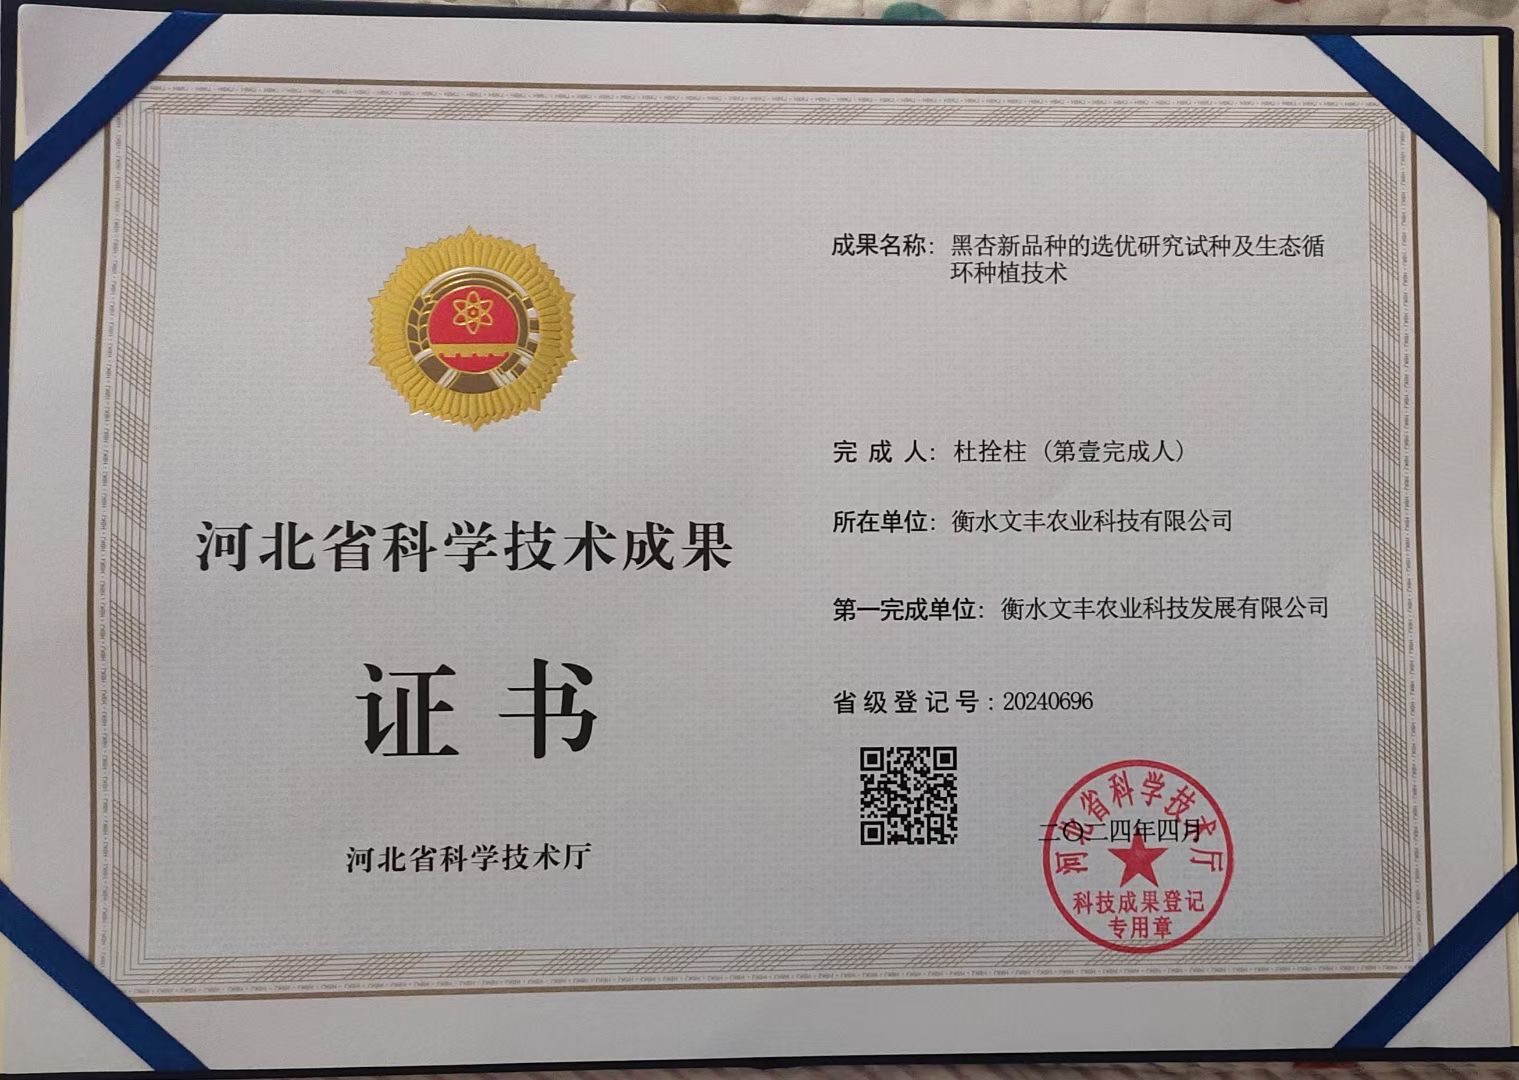 河北省科学技术成果
证书
河北省科学技术厅
成果名称：黑杏新品种的选优研究试种及生态循
环种植技术
完成人：杜拴柱（第壹完成人）
所在单位：衡水文丰农业科技有限公司
第一完成单位：衡水文丰农业科技发展有限公司
省级登记号：20240696
二〇二四年四月
河北省科学技术厅
科技成果登记
专用章